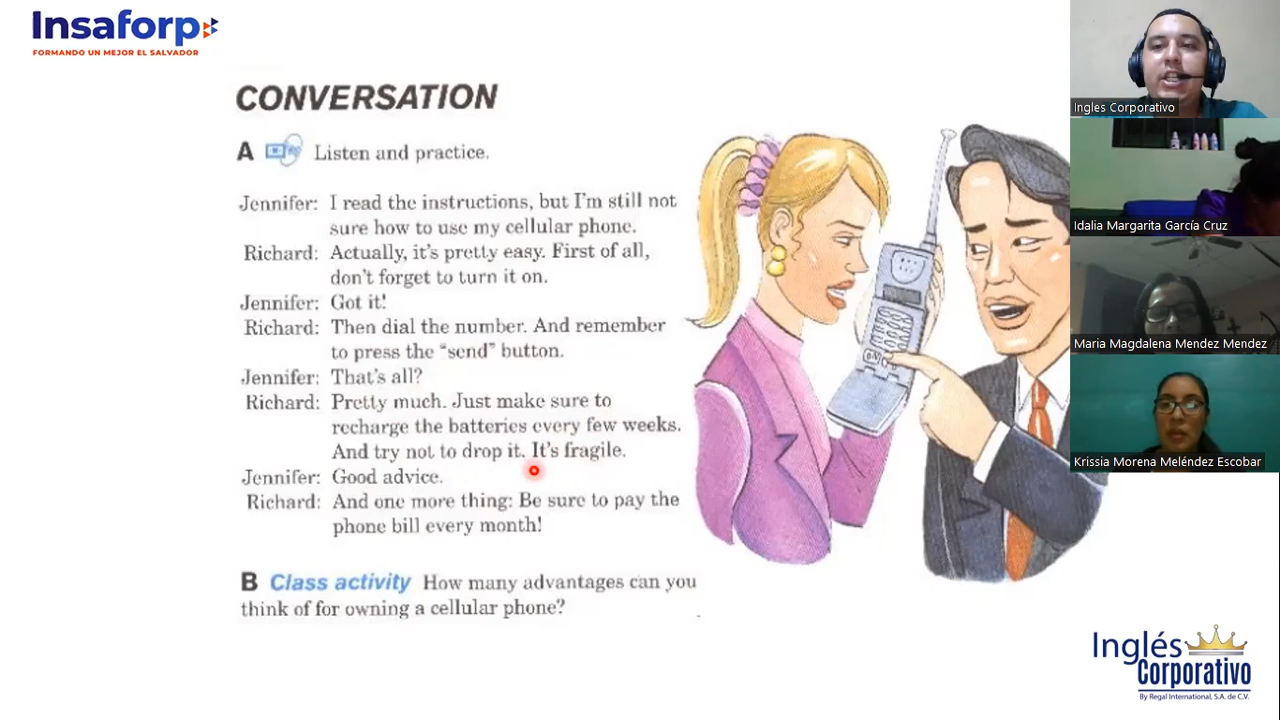 Insaforp
FORMANDO UN MEJOR EL SALVADOR
CONVERSATION
A Listen and practice.
Jennifer: I read the instructions, but I'm still not
sure how to use my cellular phone.
Richard: Actually, it's pretty easy. First of all,
don't forget to turn it on.
Jennifer: Got it!
Richard: Then dial the number. And remember
to press the "send" button.
Jennifer: That's all?
Richard: Pretty much. Just make sure to
recharge the batteries every few weeks.
And try not to drop it. It's fragile.
Jennifer: Good advice.
Richard: And one more thing: Be sure to pay the
phone bill every month!
B Class activity How many advantages can you
think of for owning a cellular phone?
ON
Ingles Corporativo
Idalia Margarita García Cruz
Maria Magdalena Mendez Mendez
Krissia Morena Meléndez Escobar
Inglés
Corporativo
By Regal International, S.A. de C.V.